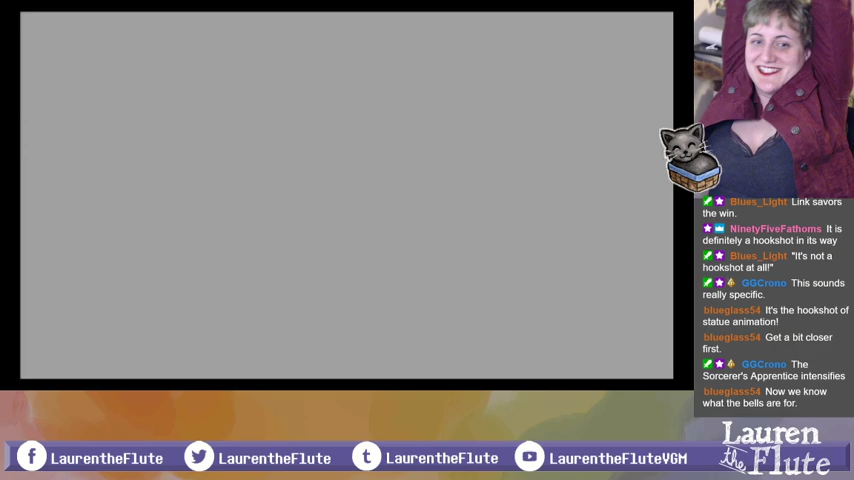 Blues_Light Link savors
the win.
NinetyFiveFathoms It is
definitely a hookshot in its way
Blues_Light "It's not a
hookshot at all!"
GGCrono This sounds
really specific.
blueglass54 It's the hookshot of
statue animation!
blueglass54 Get a bit closer
first.
GGCrono The
Sorcerer's Apprentice intensifies
blueglass54 Now we know
what the bells are for.
LaurentheFlute
LaurentheFlute
LaurentheFlute
LaurentheFluteVGM
Lauren
the Flute